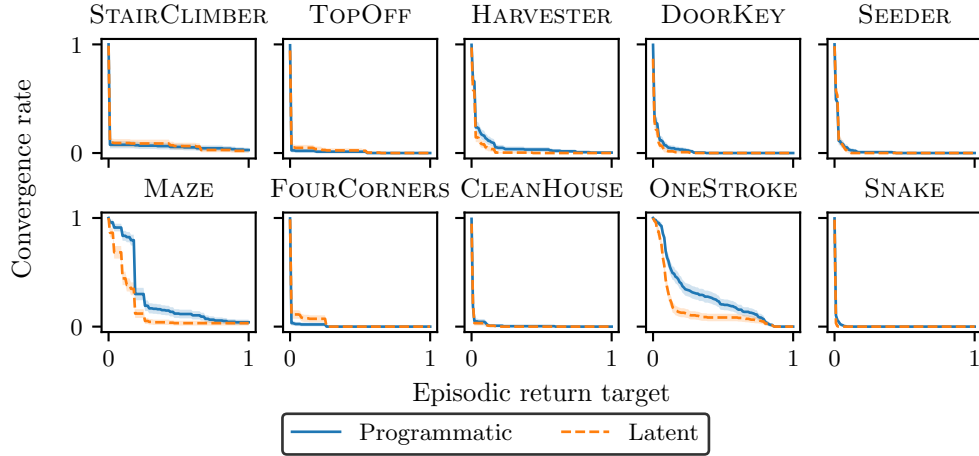 STAIRCLIMBER TOPOFF HARVESTER DOORKEY SEEDER
1
0
MAZE FOURCORNERS CLEANHOUSE ONESTROKE SNAKE
1
0
0 1 0 1 0 1 0 1 0 1
Convergence rate
Episodic return target
Programmatic Latent